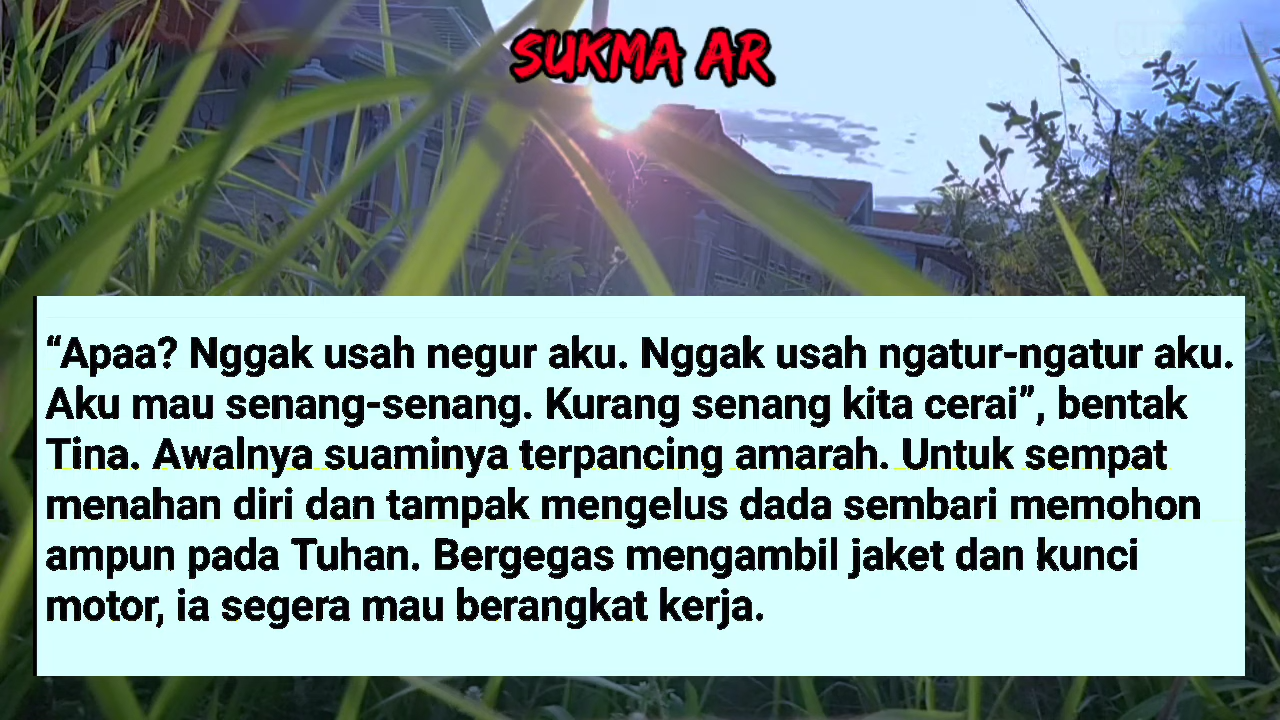 SUKMA AR
“Apaa? Nggak usah negur aku. Nggak usah ngatur-ngatur aku.
Aku mau senang-senang. Kurang senang kita cerai”, bentak
Tina. Awalnya suaminya terpancing amarah. Untuk sempat
menahan diri dan tampak mengelus dada sembari memohon
ampun pada Tuhan. Bergegas mengambil jaket dan kunci
motor, ia segera mau berangkat kerja.